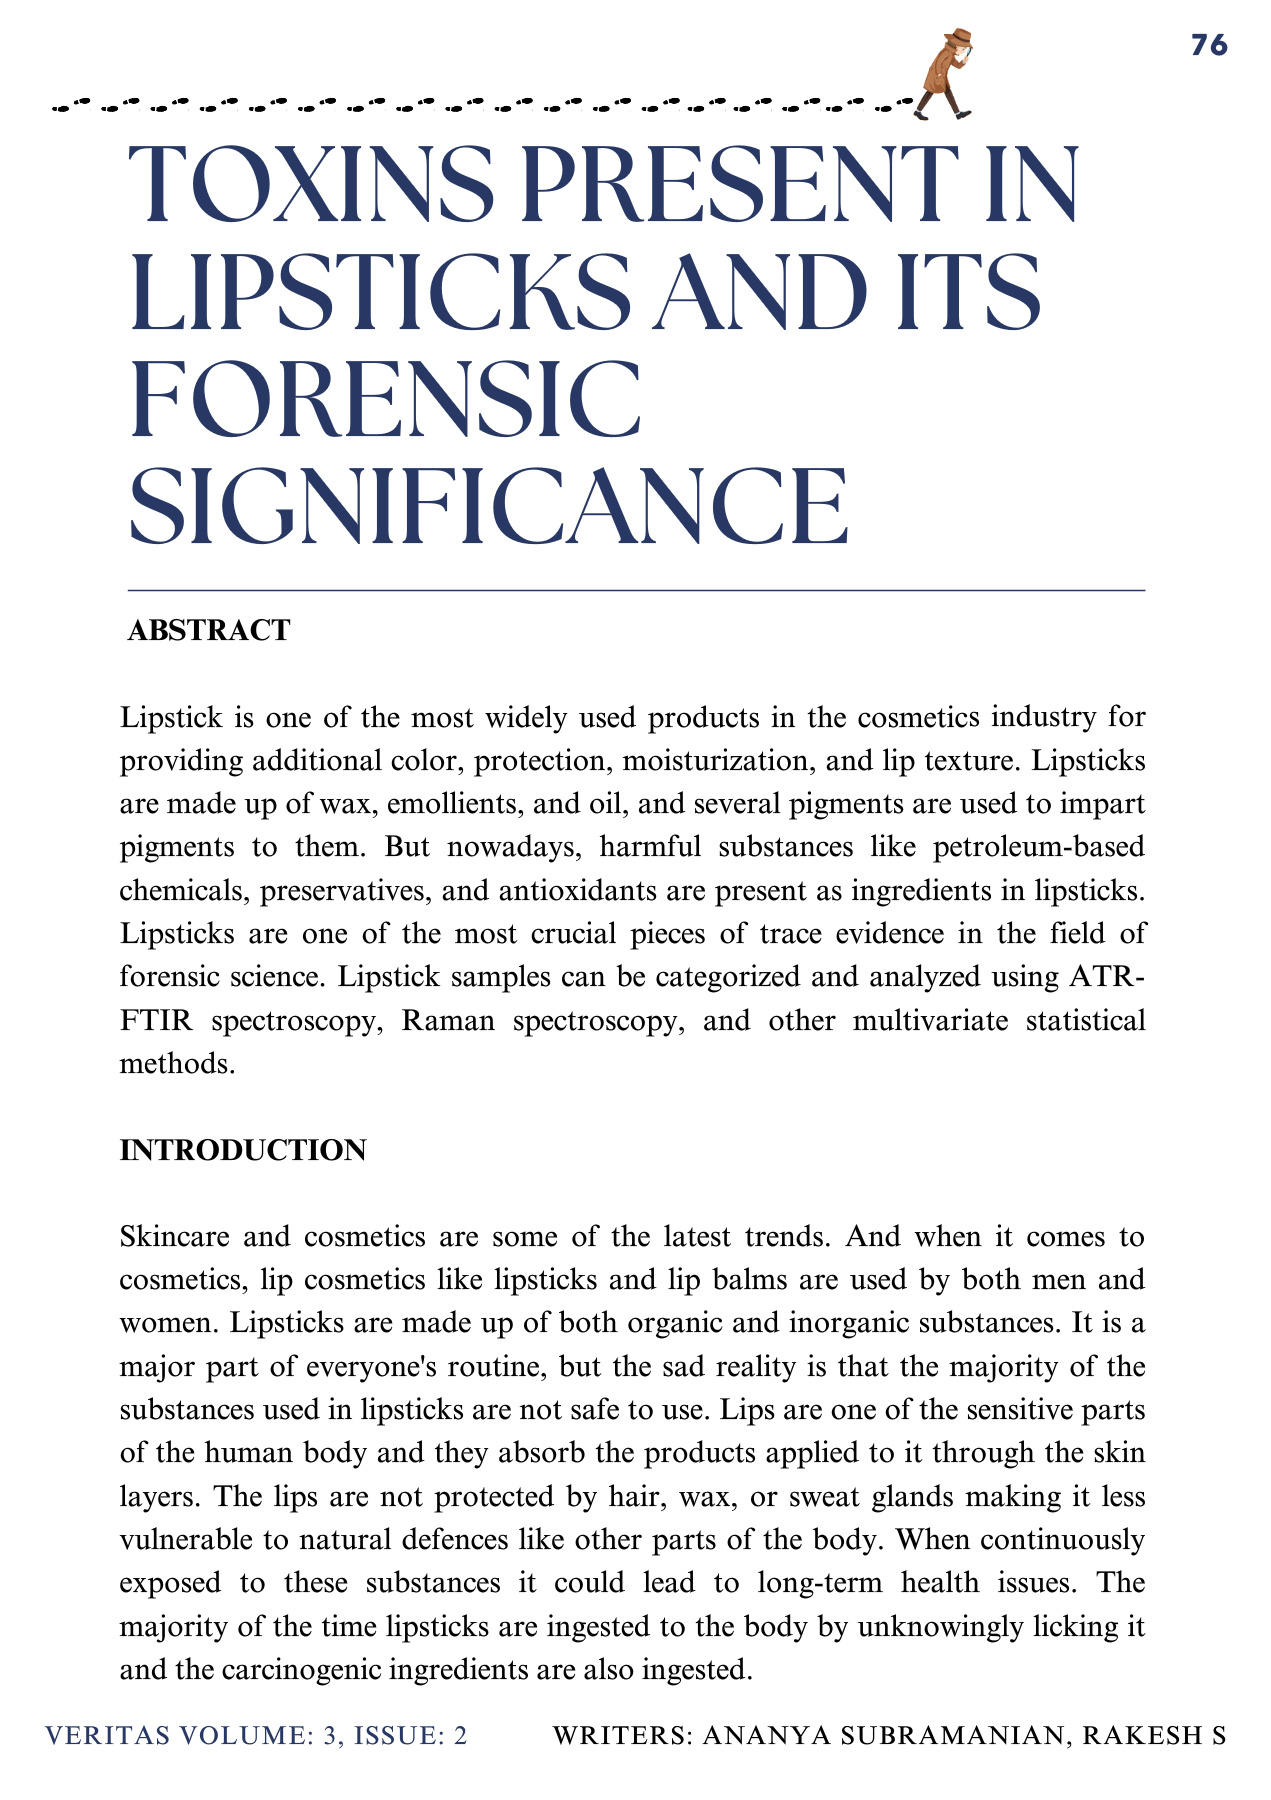 76
TOXINS PRESENT IN
LIPSTICKS AND ITS
FORENSIC
SIGNIFICANCE
ABSTRACT
Lipstick is one of the most widely used products in the cosmetics industry for
providing additional color, protection, moisturization, and lip texture. Lipsticks
are made up of wax, emollients, and oil, and several pigments are used to impart
pigments to them. But nowadays, harmful substances like petroleum-based
chemicals, preservatives, and antioxidants are present as ingredients in lipsticks.
Lipsticks are one of the most crucial pieces of trace evidence in the field of
forensic science. Lipstick samples can be categorized and analyzed using ATR-
FTIR spectroscopy, Raman spectroscopy, and other multivariate statistical
methods.
INTRODUCTION
Skincare and cosmetics are some of the latest trends. And when it comes to
cosmetics, lip cosmetics like lipsticks and lip balms are used by both men and
women. Lipsticks are made up of both organic and inorganic substances. It is a
major part of everyone's routine, but the sad reality is that the majority of the
substances used in lipsticks are not safe to use. Lips are one of the sensitive parts
of the human body and they absorb the products applied to it through the skin
layers. The lips are not protected by hair, wax, or sweat glands making it less
vulnerable to natural defences like other parts of the body. When continuously
exposed to these substances it could lead to long-term health issues. The
majority of the time lipsticks are ingested to the body by unknowingly licking it
and the carcinogenic ingredients are also ingested.
VERITAS VOLUME: 3, ISSUE: 2 WRITERS: ANANYA SUBRAMANIAN, RAKESH S